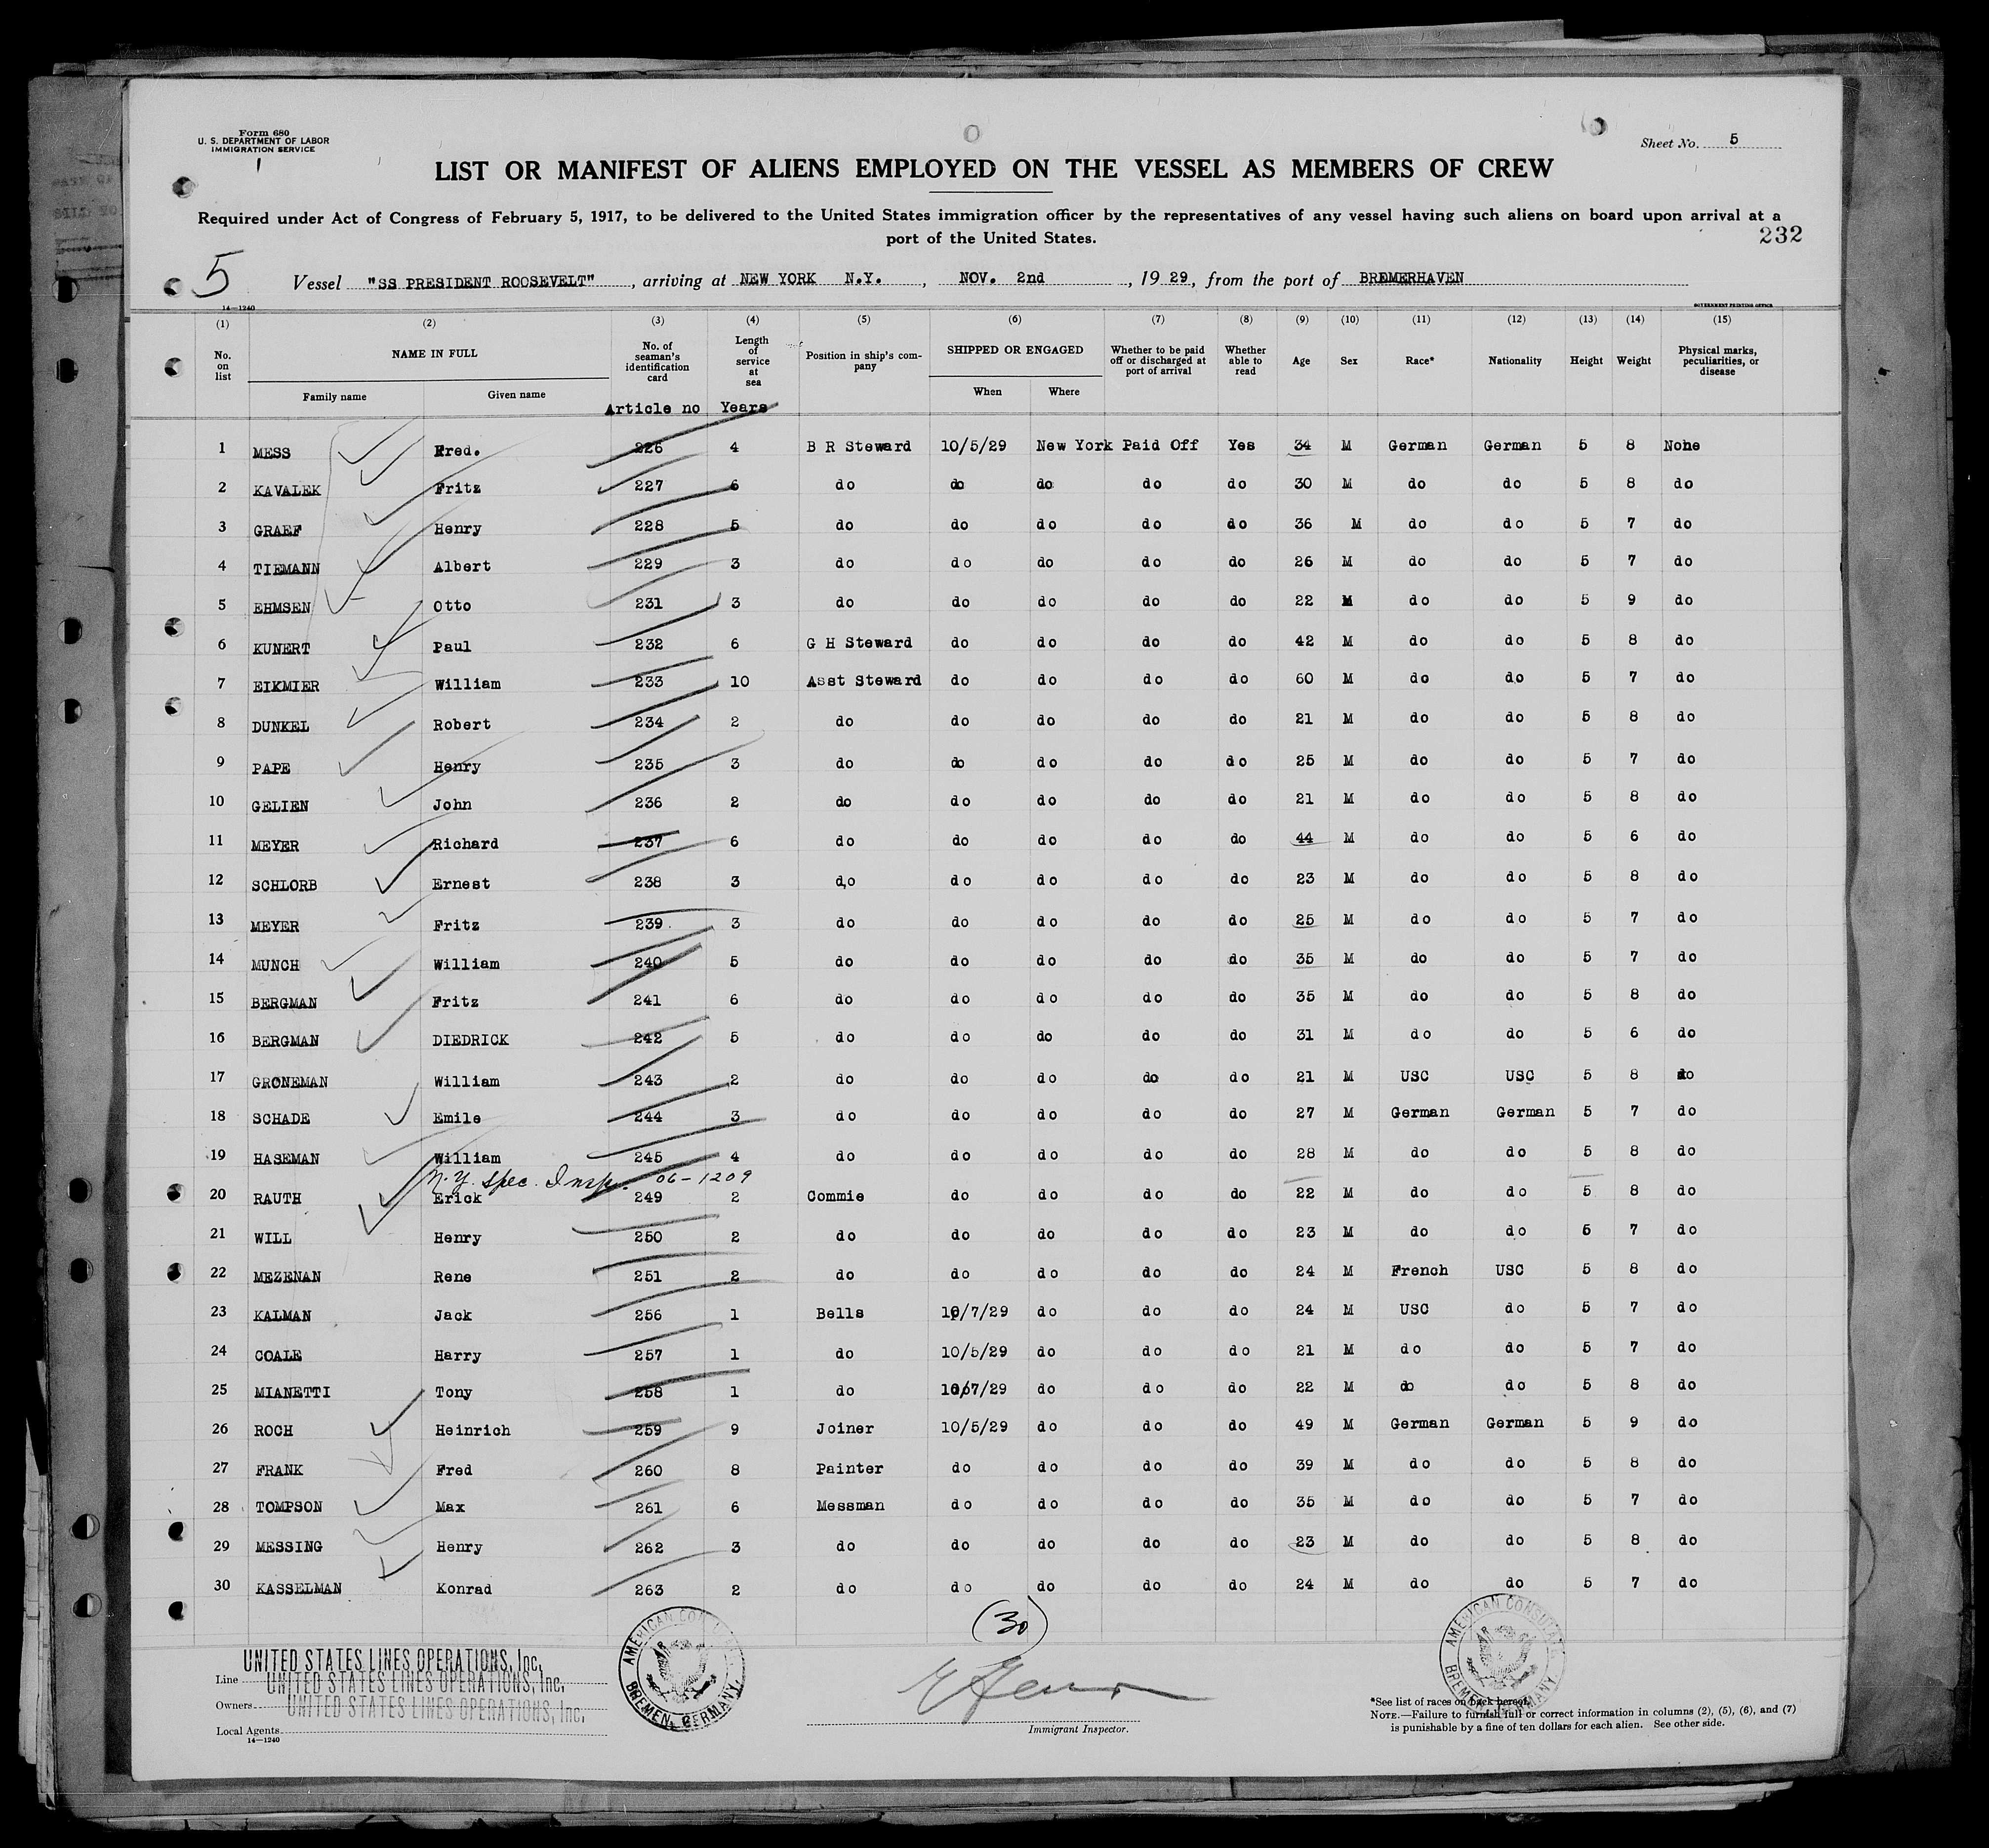 Form 680
U. S. DEPARTMENT OF LABOR
IMMIGRATION SERVICE
Sheet No. 5
LIST OR MANIFEST OF ALIENS EMPLOYED ON THE VESSEL AS MEMBERS OF CREW
Required under Act of Congress of February 5, 1917, to be delivered to the United States immigration officer by the representatives of any vessel having such aliens on board upon arrival at a
port of the United States.
232
5 Vessel "SS PRESIDENT ROOSEVELT", arriving at NEW YORK N.Y., NOV. 2nd, 1929, from the port of BREMERHAVEN
14—1240 GOVERNMENT PRINTING OFFICE
(1) (2) (3) (4) (5) (6) (7) (8) (9) (10) (11) (12) (13) (14) (15)
No. on list NAME IN FULL Family name Given name No. of seaman's identification card Length of service at sea Position in ship's company SHIPPED OR ENGAGED When Where Whether to be paid off or discharged at port of arrival Whether able to read Age Sex Race* Nationality Height Weight Physical marks, peculiarities, or disease
Article no Years
1 MESS Fred. 226 4 B R Steward 10/5/29 New York Paid Off Yes 34 M German German 5 8 None
2 KAVALEK Fritz 227 6 do do do do do 30 M do do 5 8 do
3 GRAEF Henry 228 5 do do do do do 36 M do do 5 7 do
4 TIEMANN Albert 229 3 do do do do do 26 M do do 5 7 do
5 EHMSEN Otto 231 3 do do do do do 22 M do do 5 9 do
6 KUNERT Paul 232 6 G H Steward do do do do 42 M do do 5 8 do
7 EIKMIER William 233 10 Asst Steward do do do do 60 M do do 5 7 do
8 DUNKEL Robert 234 2 do do do do do 21 M do do 5 8 do
9 PAPE Henry 235 3 do do do do do 25 M do do 5 7 do
10 GELIEN John 236 2 do do do do do 21 M do do 5 8 do
11 MEYER Richard 237 6 do do do do do 44 M do do 5 6 do
12 SCHLORB Ernest 238 3 do do do do do 23 M do do 5 8 do
13 MEYER Fritz 239 3 do do do do do 25 M do do 5 7 do
14 MUNCH William 240 5 do do do do do 35 M do do 5 7 do
15 BERGMAN Fritz 241 6 do do do do do 35 M do do 5 8 do
16 BERGMAN DIEDRICK 242 5 do do do do do 31 M do do 5 6 do
17 GRONEMAN William 243 2 do do do do do 21 M USC USC 5 8 do
18 SCHADE Emile 244 3 do do do do do 27 M German German 5 7 do
19 HASEMAN William 245 4 do do do do do 28 M do do 5 8 do
N.Y. Spec. Insp. 06-1209
20 RAUTH Erick 249 2 Commie do do do do 22 M do do 5 8 do
21 WILL Henry 250 2 do do do do do 23 M do do 5 7 do
22 MEZENAN Rene 251 2 do do do do do 24 M French USC 5 8 do
23 KALMAN Jack 256 1 Bells 10/7/29 do do do 24 M USC do 5 7 do
24 COALE Harry 257 1 do 10/5/29 do do do 21 M do do 5 7 do
25 MIANETTI Tony 258 1 do 10/7/29 do do do 22 M do do 5 8 do
26 ROCH Heinrich 259 9 Joiner 10/5/29 do do do 49 M German German 5 9 do
27 FRANK Fred 260 8 Painter do do do do 39 M do do 5 8 do
28 TOMPSON Max 261 6 Messman do do do do 35 M do do 5 7 do
29 MESSING Henry 262 3 do do do do do 23 M do do 5 8 do
30 KASSELMAN Konrad 263 2 do do do do do 24 M do do 5 7 do
(30)
AMERICAN CONSULATE BREMEN, GERMANY.
AMERICAN CONSULATE BREMEN, GERMANY
UNITED STATES LINES OPERATIONS, Inc.
Line UNITED STATES LINES OPERATIONS, Inc.
Owners UNITED STATES LINES OPERATIONS, Inc.
Local Agents
14—1240
Immigrant Inspector.
*See list of races on back hereof.
NOTE.—Failure to furnish full or correct information in columns (2), (5), (6), and (7)
is punishable by a fine of ten dollars for each alien. See other side.